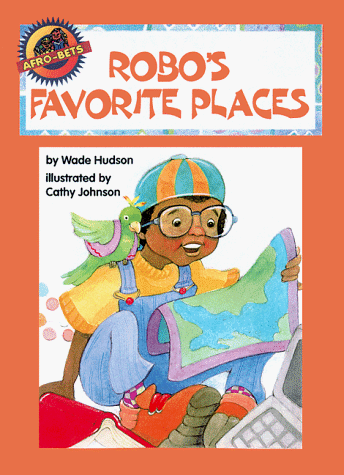 AFRO-BETS
ROBO'S
FAVORITE PLACES
by Wade Hudson
illustrated by
Cathy Johnson